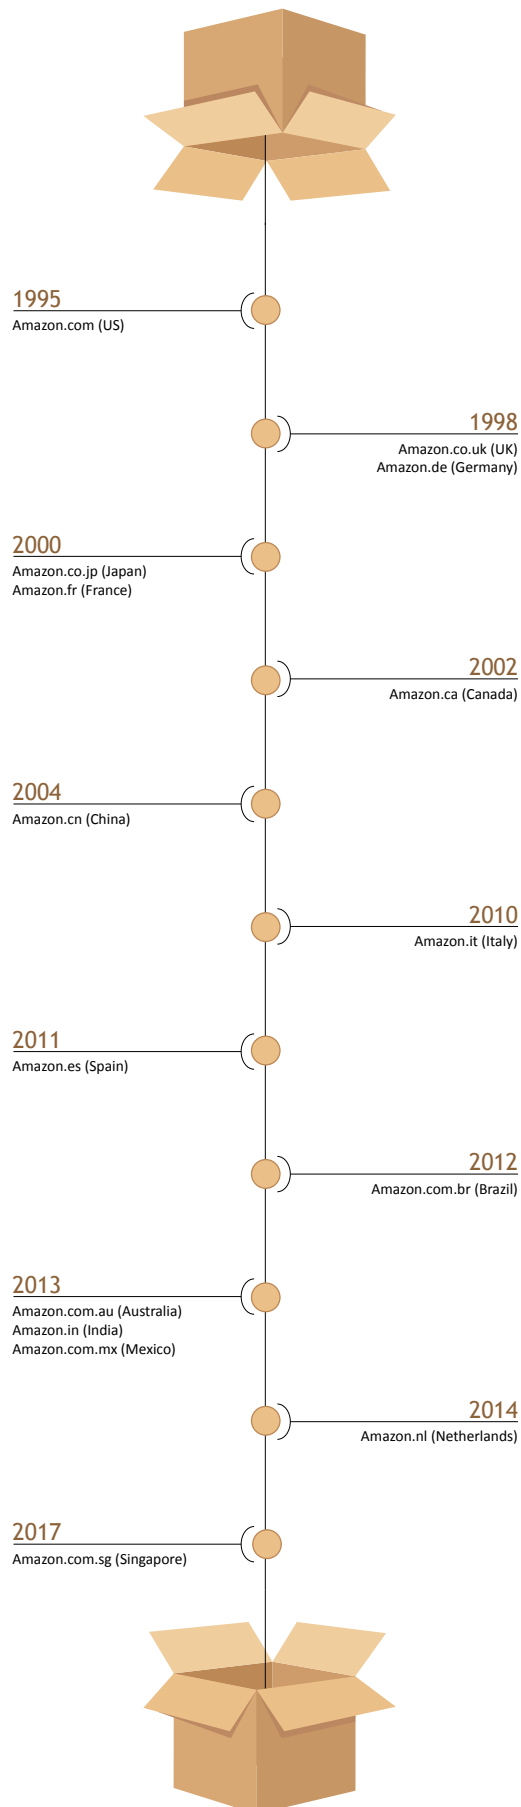 1995
Amazon.com (US)
1998
Amazon.co.uk (UK)
Amazon.de (Germany)
2000
Amazon.co.jp (Japan)
Amazon.fr (France)
2002
Amazon.ca (Canada)
2004
Amazon.cn (China)
2010
Amazon.it (Italy)
2011
Amazon.es (Spain)
2012
Amazon.com.br (Brazil)
2013
Amazon.com.au (Australia)
Amazon.in (India)
Amazon.com.mx (Mexico)
2014
Amazon.nl (Netherlands)
2017
Amazon.com.sg (Singapore)